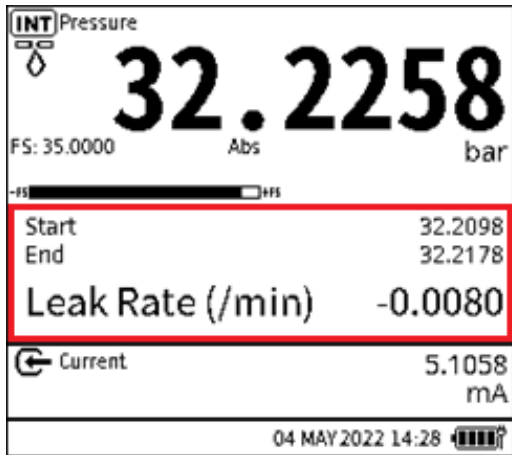 INT Pressure
32.2258
FS: 35.0000 Abs bar
-FS +FS
Start 32.2098
End 32.2178
Leak Rate (/min) -0.0080
Current 5.1058
mA
04 MAY 2022 14:28